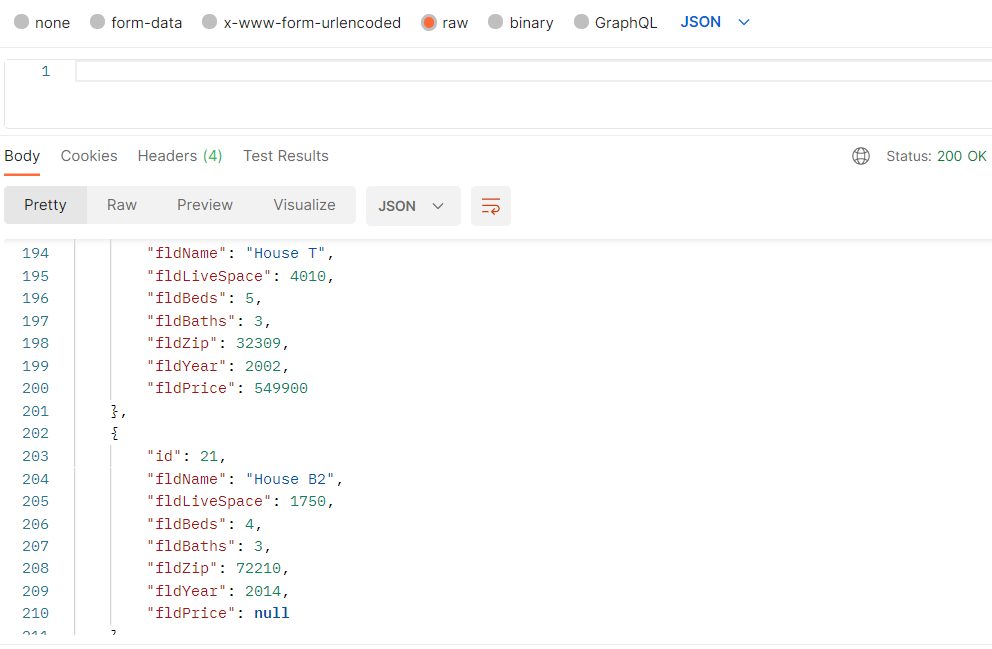 none form-data x-www-form-urlencoded raw binary GraphQL JSON
1
Body Cookies Headers (4) Test Results Status: 200 OK
Pretty Raw Preview Visualize JSON
194 "fldName": "House T",
195 "fldLiveSpace": 4010,
196 "fldBeds": 5,
197 "fldBaths": 3,
198 "fldZip": 32309,
199 "fldYear": 2002,
200 "fldPrice": 549900
201 },
202 {
203 "id": 21,
204 "fldName": "House B2",
205 "fldLiveSpace": 1750,
206 "fldBeds": 4,
207 "fldBaths": 3,
208 "fldZip": 72210,
209 "fldYear": 2014,
210 "fldPrice": null
211 }